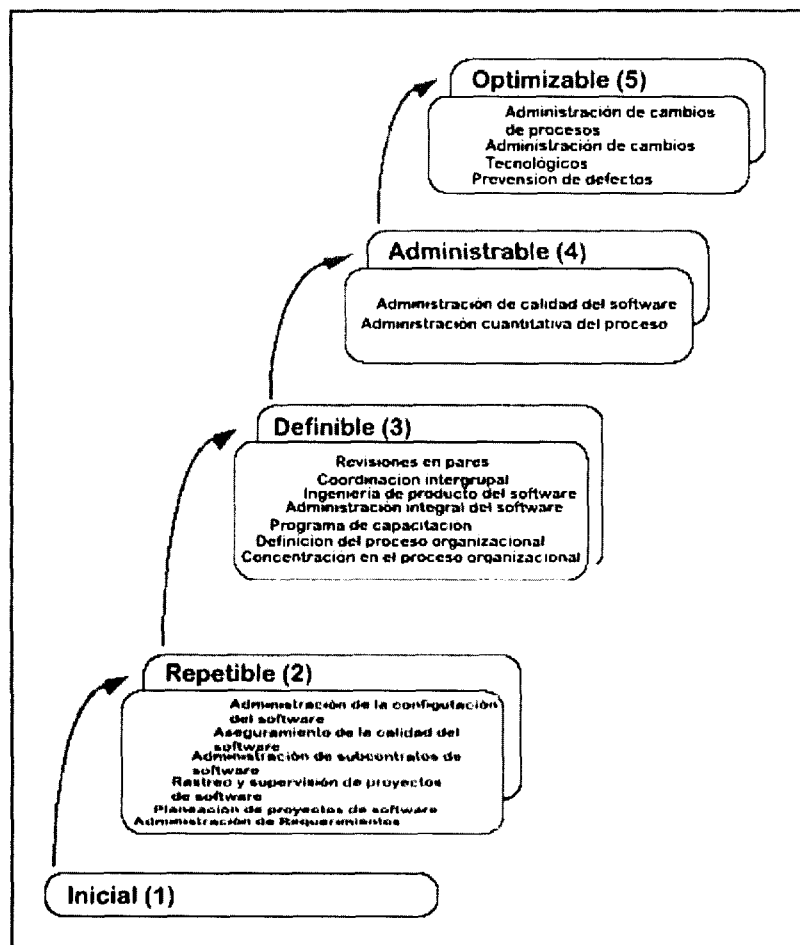 Optimizable (5)
Administración de cambios
de procesos
Administración de cambios
Tecnológicos
Prevension de defectos
Administrable (4)
Administración de calidad del software
Administración cuantitativa del proceso
Definible (3)
Revisiones en pares
Coordinacion intergrupal
Ingenieria de producto del software
Administración integral del software
Programa de capacitación
Definicion del proceso organizacional
Concentración en el proceso organizacional
Repetible (2)
Administración de la configutación
del software
Aseguramiento de la calidad del
software
Administración de subcontratos de
software
Rastreo y supervisión de proyectos
de software
Planeación de proyectos de software
Administración de Requerimientos
Inicial (1)